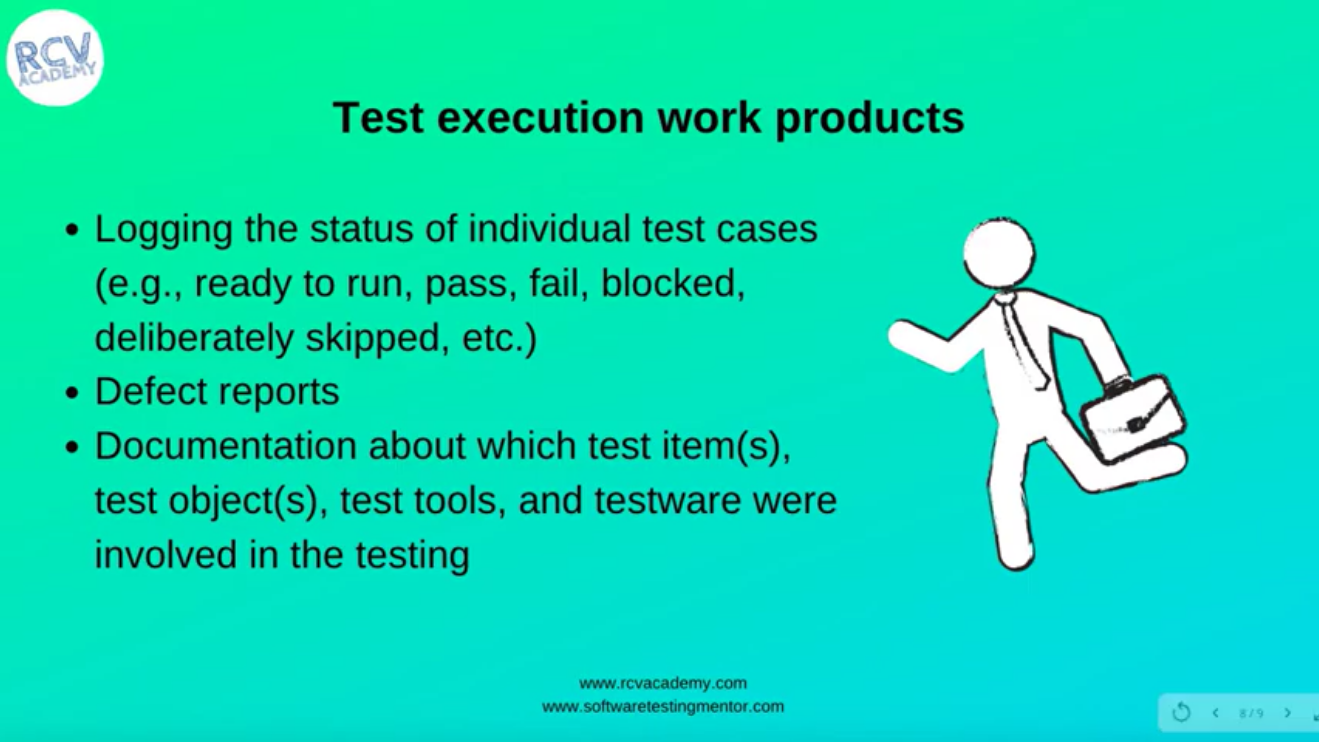 RCV
ACADEMY
Test execution work products
• Logging the status of individual test cases
(e.g., ready to run, pass, fail, blocked,
deliberately skipped, etc.)
• Defect reports
• Documentation about which test item(s),
test object(s), test tools, and testware were
involved in the testing
www.rcvacademy.com
www.softwaretestingmentor.com
8/9